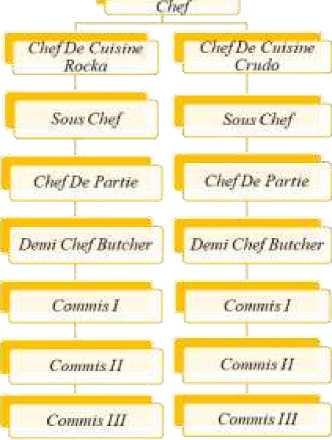 Chef
Chef De Cuisine
Rocka
Chef De Cuisine
Crudo
Sous Chef
Sous Chef
Chef De Partie
Chef De Partie
Demi Chef Butcher
Demi Chef Butcher
Commis I
Commis I
Commis II
Commis II
Commis III
Commis III